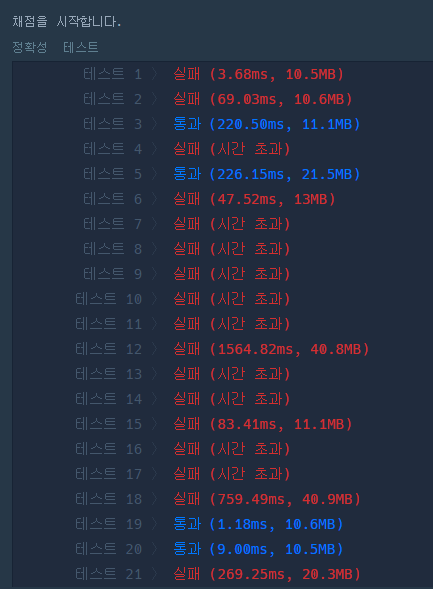 채점을 시작합니다.
정확성 테스트
테스트 1 〉 실패 (3.68ms, 10.5MB)
테스트 2 〉 실패 (69.03ms, 10.6MB)
테스트 3 〉 통과 (220.50ms, 11.1MB)
테스트 4 〉 실패 (시간 초과)
테스트 5 〉 통과 (226.15ms, 21.5MB)
테스트 6 〉 실패 (47.52ms, 13MB)
테스트 7 〉 실패 (시간 초과)
테스트 8 〉 실패 (시간 초과)
테스트 9 〉 실패 (시간 초과)
테스트 10 〉 실패 (시간 초과)
테스트 11 〉 실패 (시간 초과)
테스트 12 〉 실패 (1564.82ms, 40.8MB)
테스트 13 〉 실패 (시간 초과)
테스트 14 〉 실패 (시간 초과)
테스트 15 〉 실패 (83.41ms, 11.1MB)
테스트 16 〉 실패 (시간 초과)
테스트 17 〉 실패 (시간 초과)
테스트 18 〉 실패 (759.49ms, 40.9MB)
테스트 19 〉 통과 (1.18ms, 10.6MB)
테스트 20 〉 통과 (9.00ms, 10.5MB)
테스트 21 〉 실패 (269.25ms, 20.3MB)